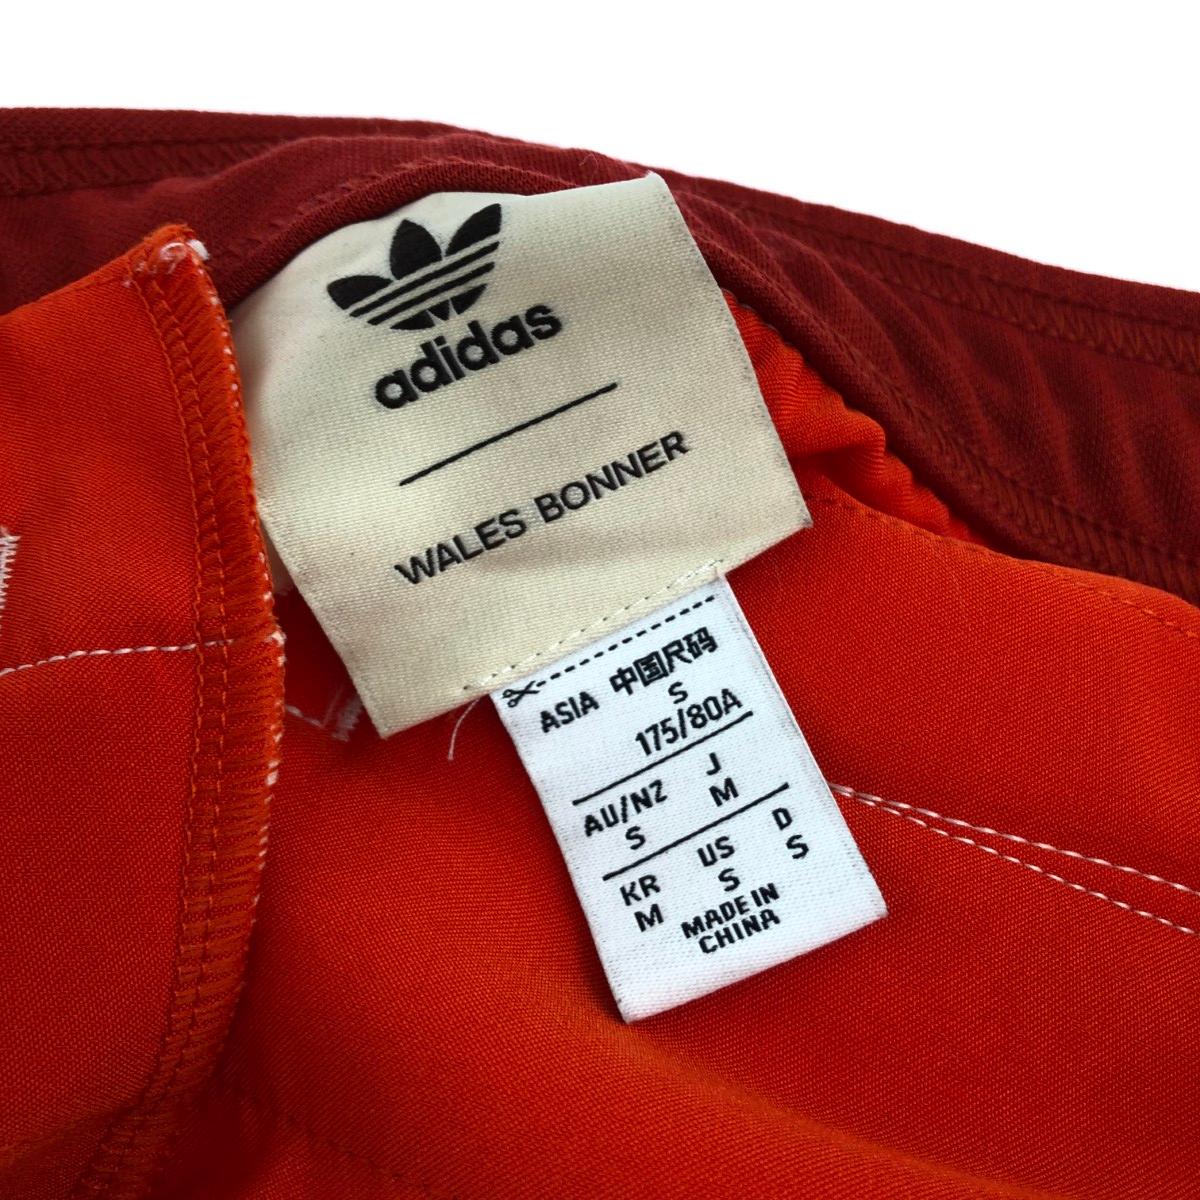 adidas
WALES BONNER
ASIA 中国尺码
S
175/80A
AU/NZ J
S M
KR US D
M S S
MADE IN
CHINA